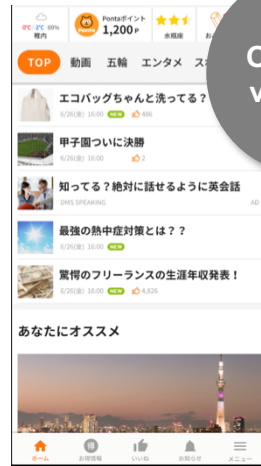 0℃ -2℃ 60%
稚内
Pontaポイント
1,200 P
水瓶座
TOP 動画 五輪 エンタメ
エコバッグちゃんと洗ってる？
6/26(金) 16:00 NEW 486
甲子園ついに決勝
6/26(金) 16:00 2
知ってる？絶対に話せるように英会話
DMS SPEAKING AD
最強の熱中症対策とは？？
6/26(金) 16:00 NEW
驚愕のフリーランスの生涯年収発表！
6/26(金) 16:00 NEW 4,826
あなたにオススメ
ホーム お得情報 いいね お知らせ メニュー